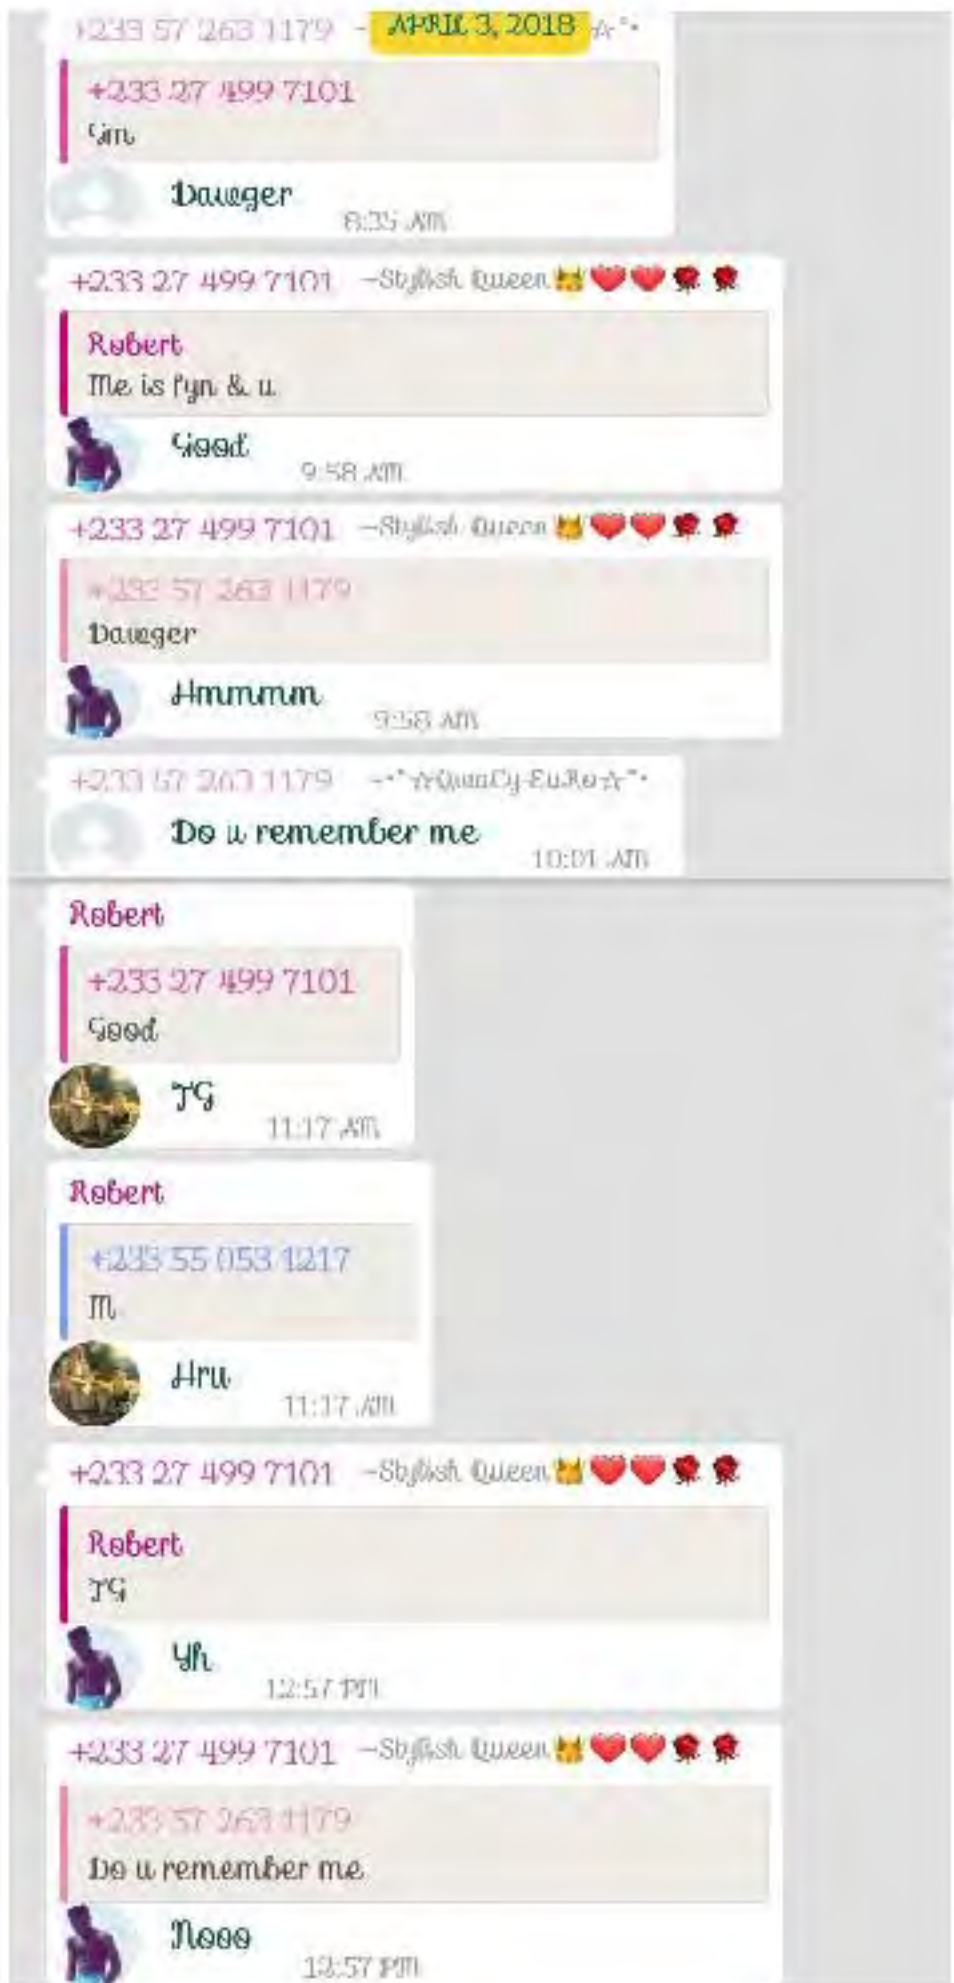 +233 57 263 1179 - APRIL 3, 2018 ☆°•
+233 27 499 7101
Gm
Dawger
8:35 AM
+233 27 499 7101 ~Stylish Queen👑❤️❤️🌹🌹
Robert
Me is fyn & u
Good
9:58 AM
+233 27 499 7101 ~Stylish Queen👑❤️❤️🌹🌹
+233 57 263 1179
Dawger
Hmmmm
9:58 AM
+233 57 263 1179 ~•°☆QuaCy-EuRo☆°•
Do u remember me
10:01 AM
Robert
+233 27 499 7101
Good
TG
11:17 AM
Robert
+233 55 053 1217
M
Hru
11:17 AM
+233 27 499 7101 ~Stylish Queen👑❤️❤️🌹🌹
Robert
TG
Yh
12:57 PM
+233 27 499 7101 ~Stylish Queen👑❤️❤️🌹🌹
+233 57 263 1179
Do u remember me
Nooo
12:57 PM